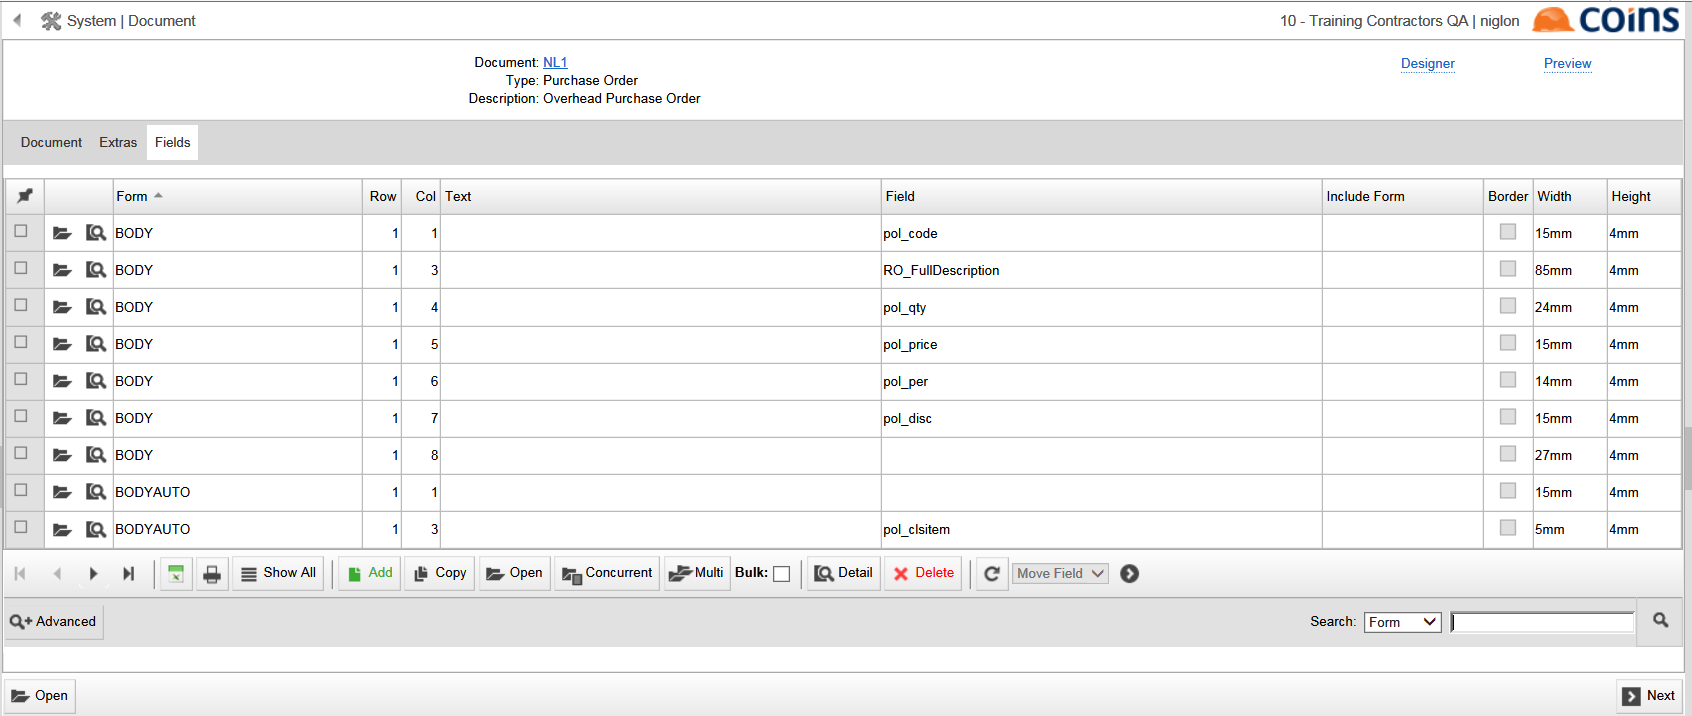 System | Document
10 - Training Contractors QA | niglon
coins
Document: NL1
Type: Purchase Order
Description: Overhead Purchase Order
Designer
Preview
Document Extras Fields
Form Row Col Text Field Include Form Border Width Height
BODY 1 1 pol_code 15mm 4mm
BODY 1 3 RO_FullDescription 85mm 4mm
BODY 1 4 pol_qty 24mm 4mm
BODY 1 5 pol_price 15mm 4mm
BODY 1 6 pol_per 14mm 4mm
BODY 1 7 pol_disc 15mm 4mm
BODY 1 8 27mm 4mm
BODYAUTO 1 1 15mm 4mm
BODYAUTO 1 3 pol_clsitem 5mm 4mm
Show All Add Copy Open Concurrent Multi Bulk: Detail Delete Move Field
Advanced
Search: Form
Open
Next